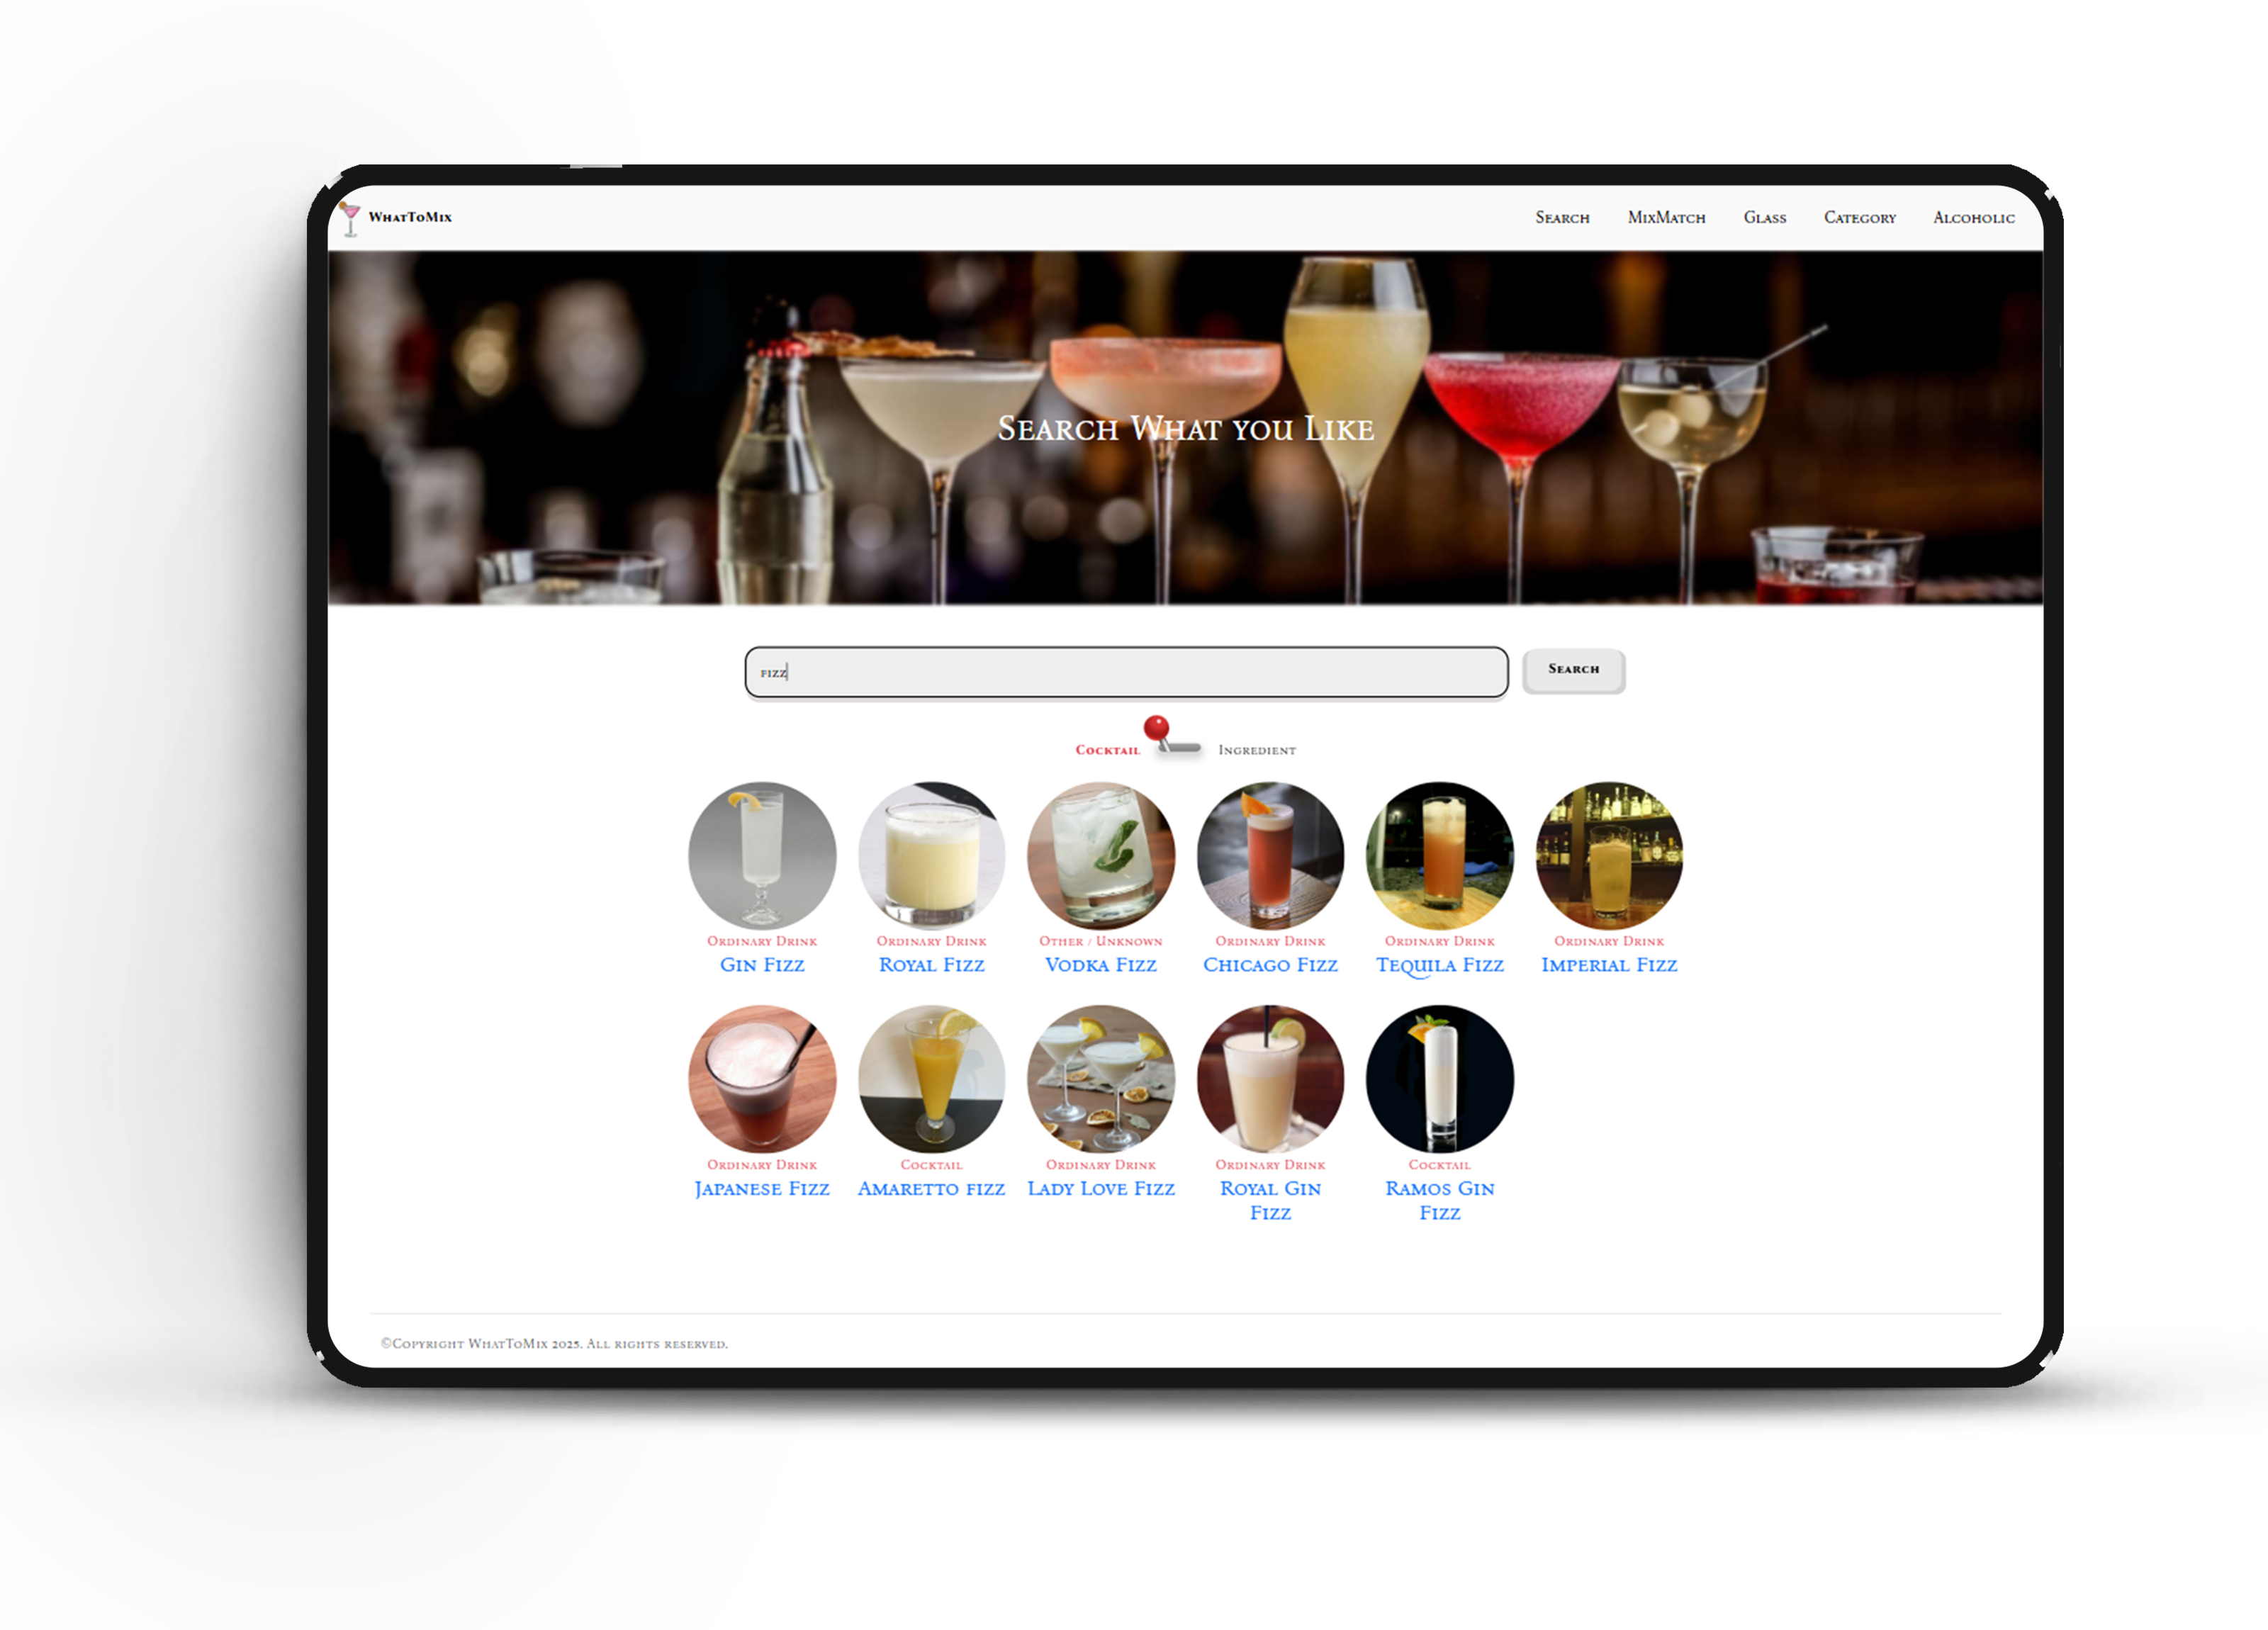 WhatToMix
Search MixMatch Glass Category Alcoholic
Search What you Like
fizz
Search
Cocktail Ingredient
Ordinary Drink Ordinary Drink Other / Unknown Ordinary Drink Ordinary Drink Ordinary Drink
Gin Fizz Royal Fizz Vodka Fizz Chicago Fizz Tequila Fizz Imperial Fizz
Ordinary Drink Cocktail Ordinary Drink Ordinary Drink Cocktail
Japanese Fizz Amaretto fizz Lady Love Fizz Royal Gin Ramos Gin
Fizz Fizz
©Copyright WhatToMix 2025. All rights reserved.